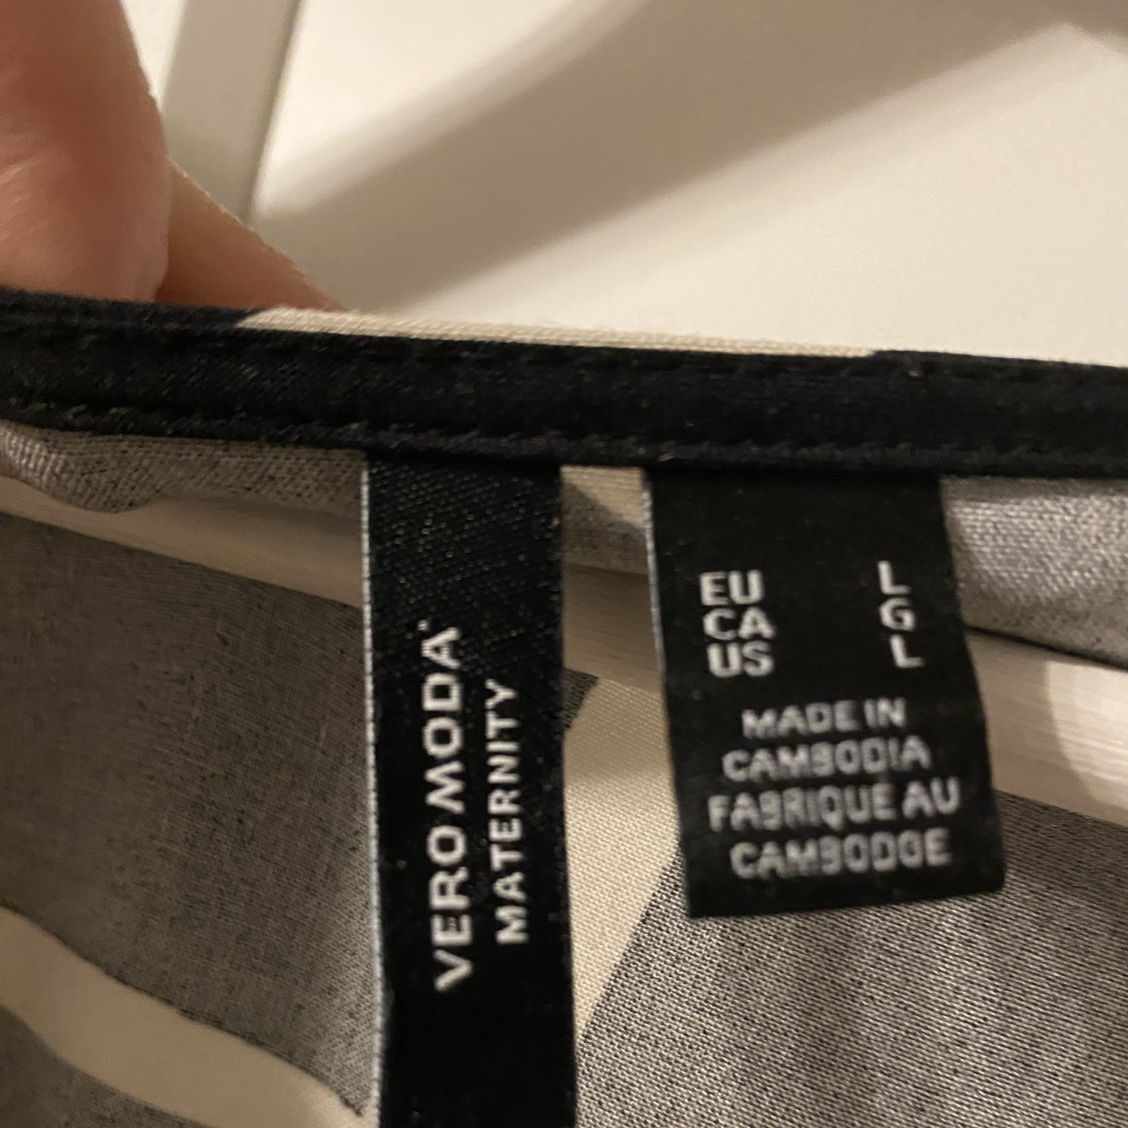 VERO MODA
MATERNITY
EU L
CA G
US L
MADE IN
CAMBODIA
FABRIQUE AU
CAMBODGE